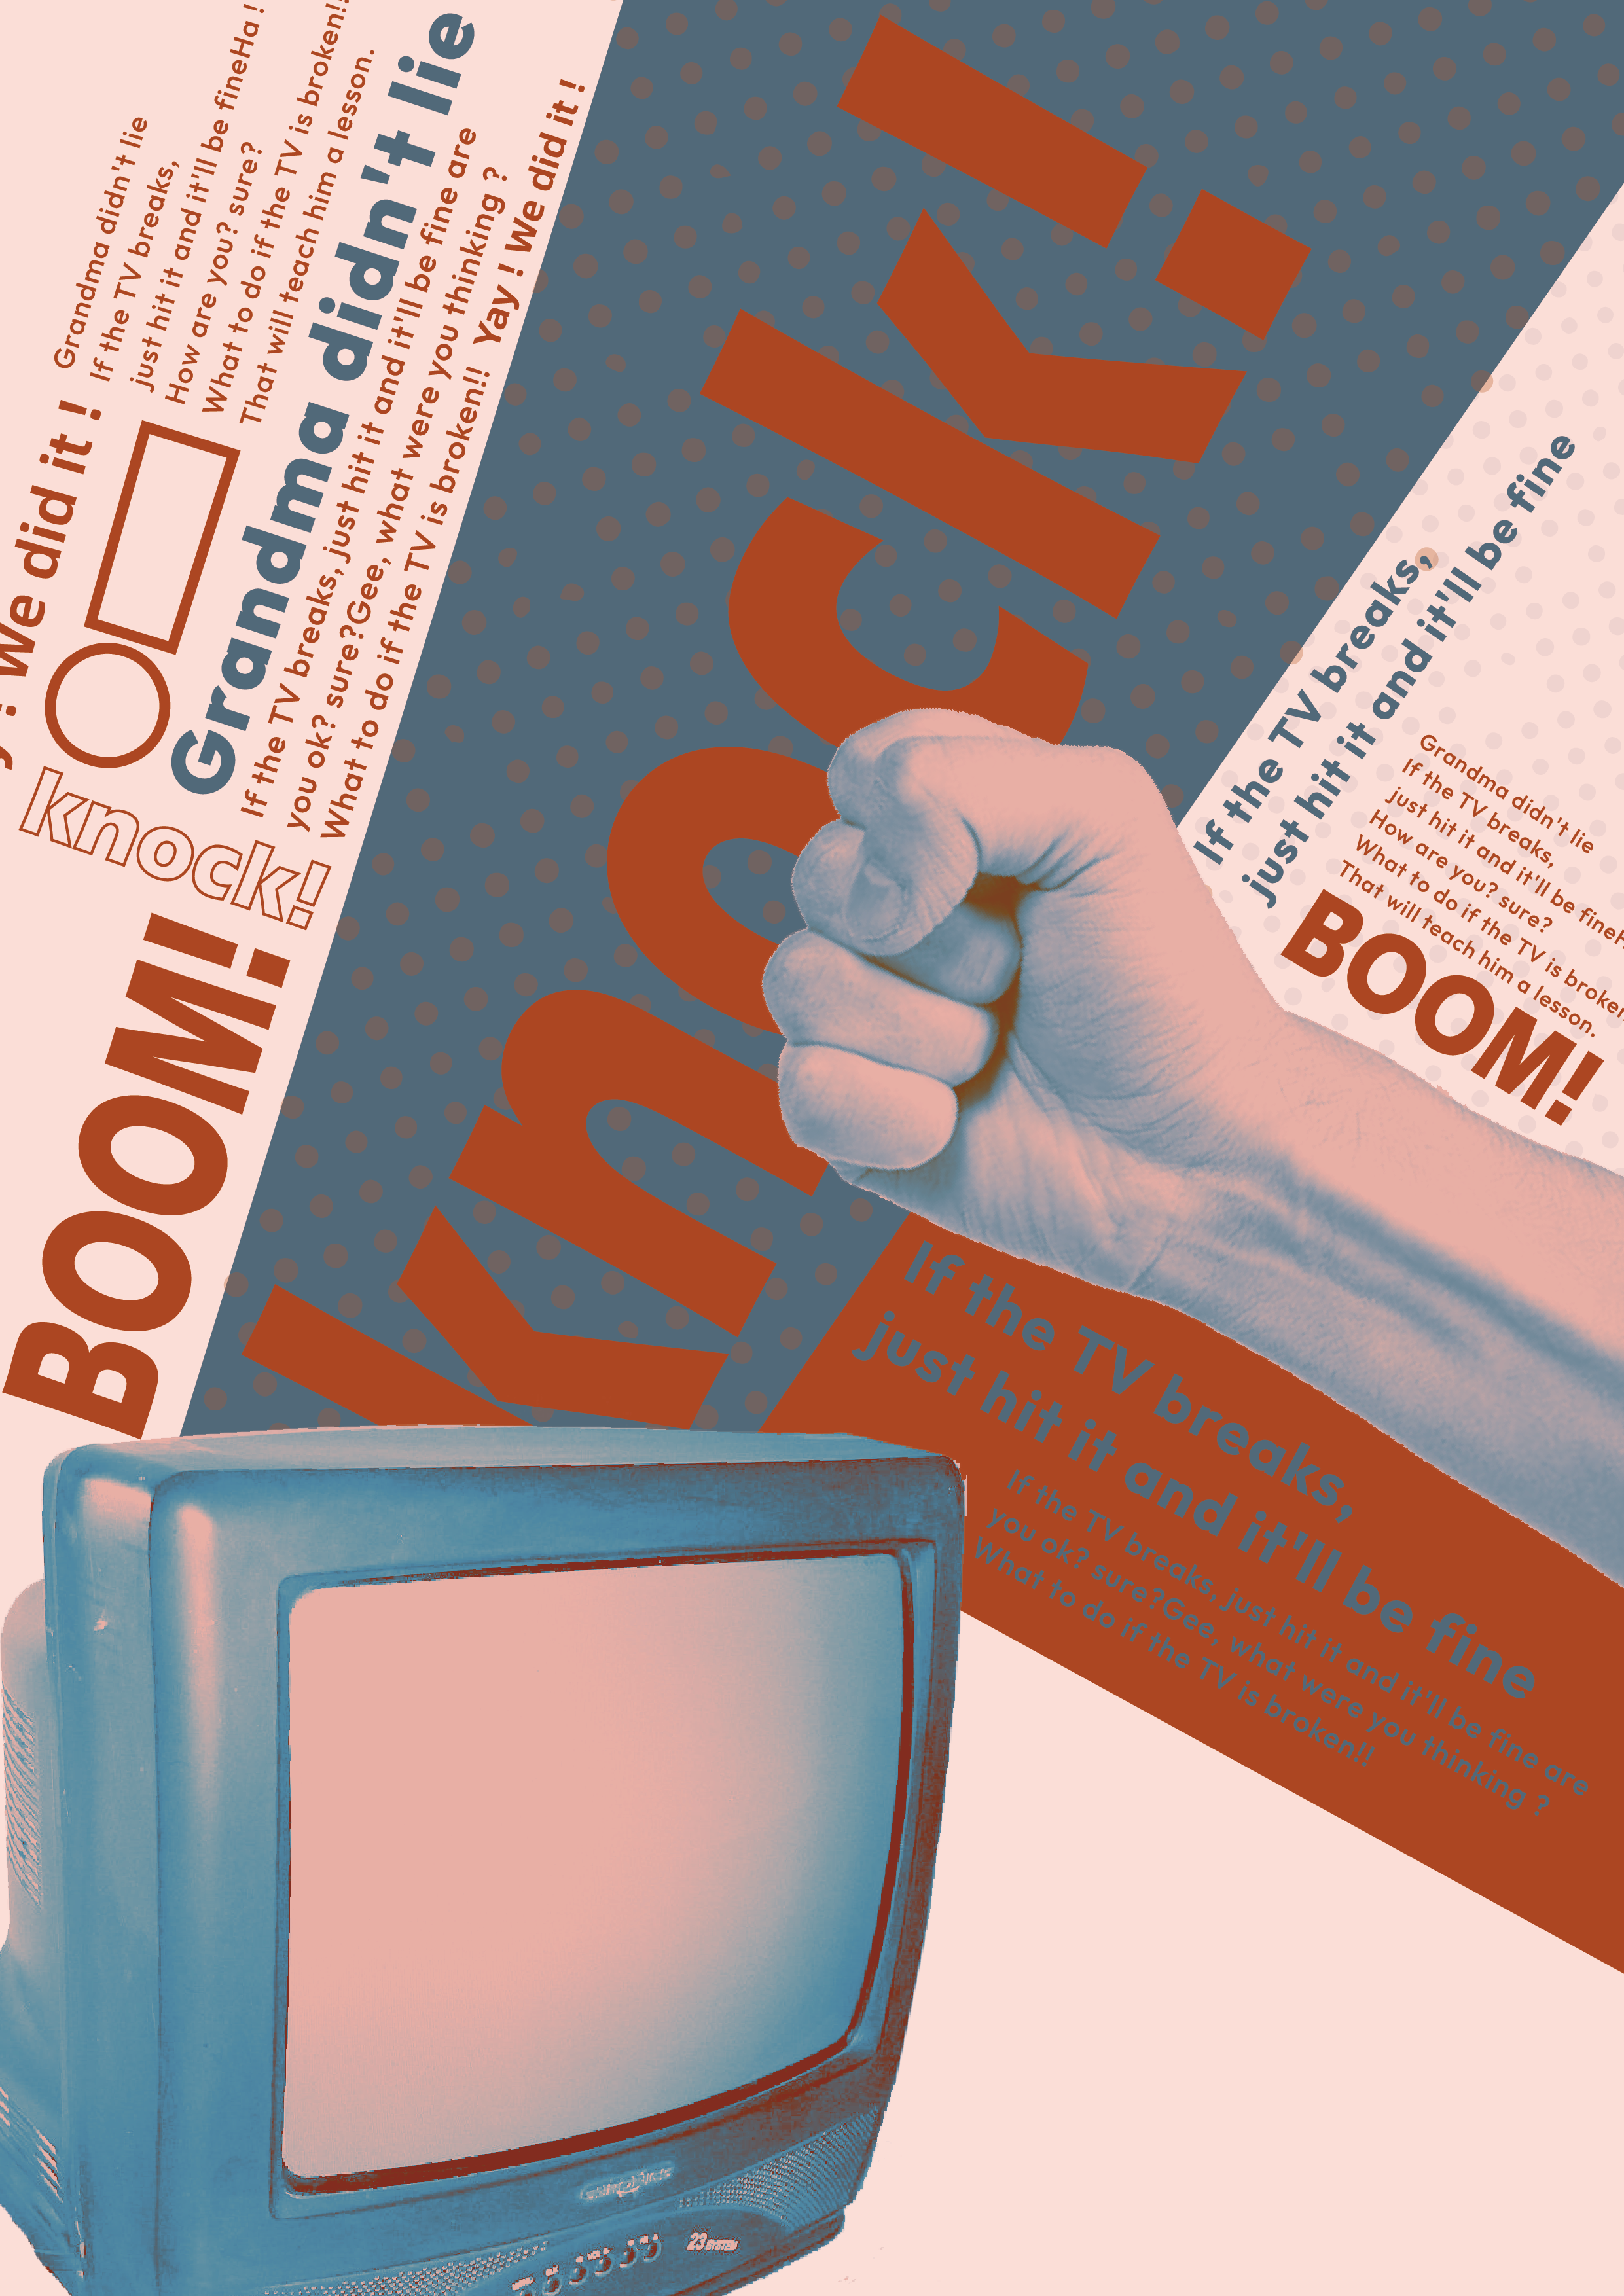 We did it !
Grandma didn't lie
If the TV breaks,
just hit it and it'll be fineHa !
How are you? sure?
What to do if the TV is broken!!
That will teach him a lesson.
Grandma didn't lie
If the TV breaks, just hit it and it'll be fine are
you ok? sure?Gee, what were you thinking ?
What to do if the TV is broken!! Yay ! We did it !
knock!
BOOM!
knock!
If the TV breaks,
just hit it and it'll be fine
Grandma didn't lie
If the TV breaks,
just hit it and it'll be fine
How are you? sure?
What to do if the TV is broken
That will teach him a lesson.
BOOM!
If the TV breaks,
just hit it and it'll be fine
If the TV breaks, just hit it and it'll be fine are
you ok? sure?Gee, what were you thinking ?
What to do if the TV is broken!!
23 SYSTEM